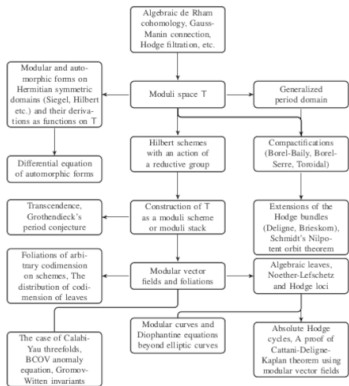 Algebraic de Rham
cohomology, Gauss-
Manin connection,
Hodge filtration, etc.
Modular and auto-
morphic forms on
Hermitian symmetric
domains (Siegel, Hilbert
etc.) and their deriva-
tions as functions on T
Moduli space T
Generalized
period domain
Differential equation
of automorphic forms
Hilbert schemes
with an action of
a reductive group
Compactifications
(Borel-Baily, Borel-
Serre, Toroidal)
Transcendence,
Grothendieck's
period conjecture
Construction of T
as a moduli scheme
or moduli stack
Extensions of the
Hodge bundles
(Deligne, Brieskorn),
Schmidt's Nilpo-
tent orbit theorem
Foliations of arbi-
trary codimension
on schemes, The
distribution of codi-
mension of leaves
Modular vector
fields and foliations
Algebraic leaves,
Noether-Lefschetz
and Hodge loci
The case of Calabi-
Yau threefolds,
BCOV anomaly
equation, Gromov-
Witten invariants
Modular curves and
Diophantine equations
beyond elliptic curves
Absolute Hodge
cycles, A proof of
Cattani-Deligne-
Kaplan theorem using
modular vector fields